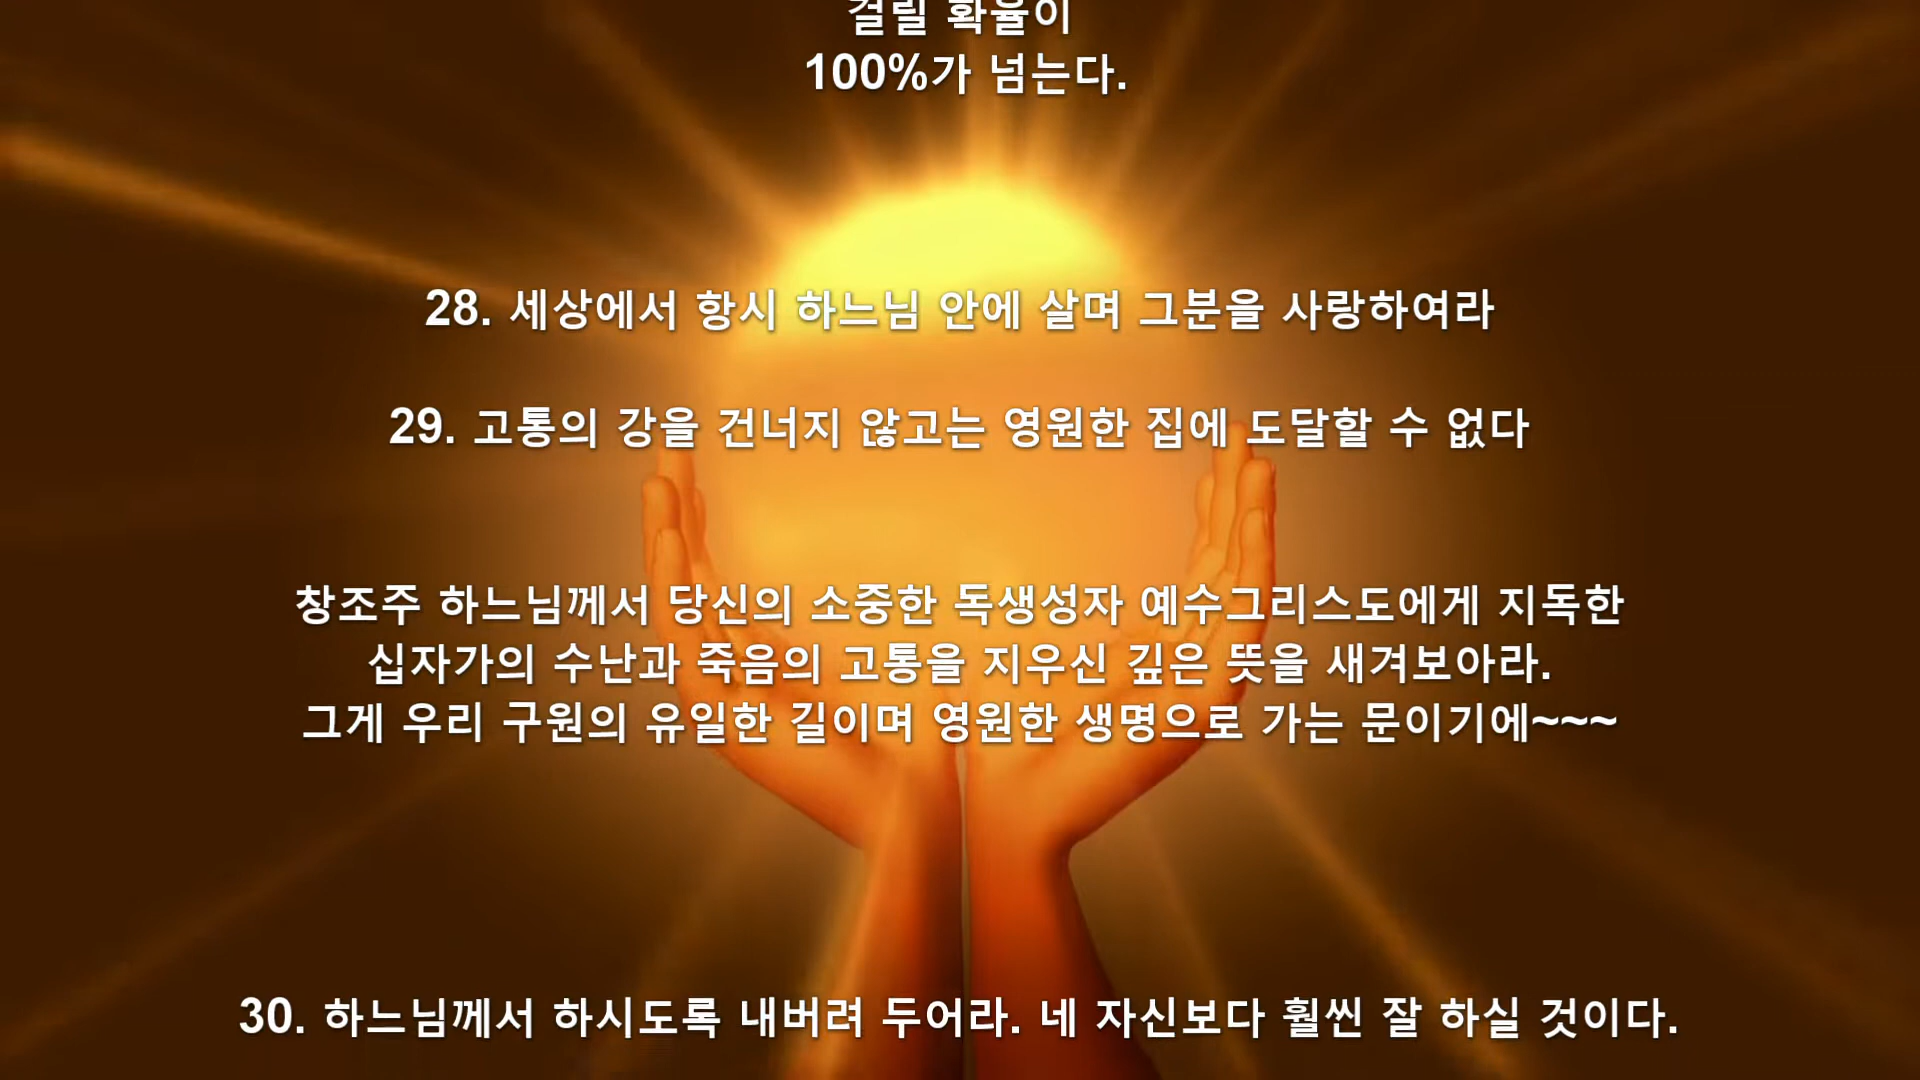 걸릴 확율이
100%가 넘는다.
28. 세상에서 항시 하느님 안에 살며 그분을 사랑하여라
29. 고통의 강을 건너지 않고는 영원한 집에 도달할 수 없다
창조주 하느님께서 당신의 소중한 독생성자 예수그리스도에게 지독한
십자가의 수난과 죽음의 고통을 지우신 깊은 뜻을 새겨보아라.
그게 우리 구원의 유일한 길이며 영원한 생명으로 가는 문이기에~~~
30. 하느님께서 하시도록 내버려 두어라. 네 자신보다 훨씬 잘 하실 것이다.